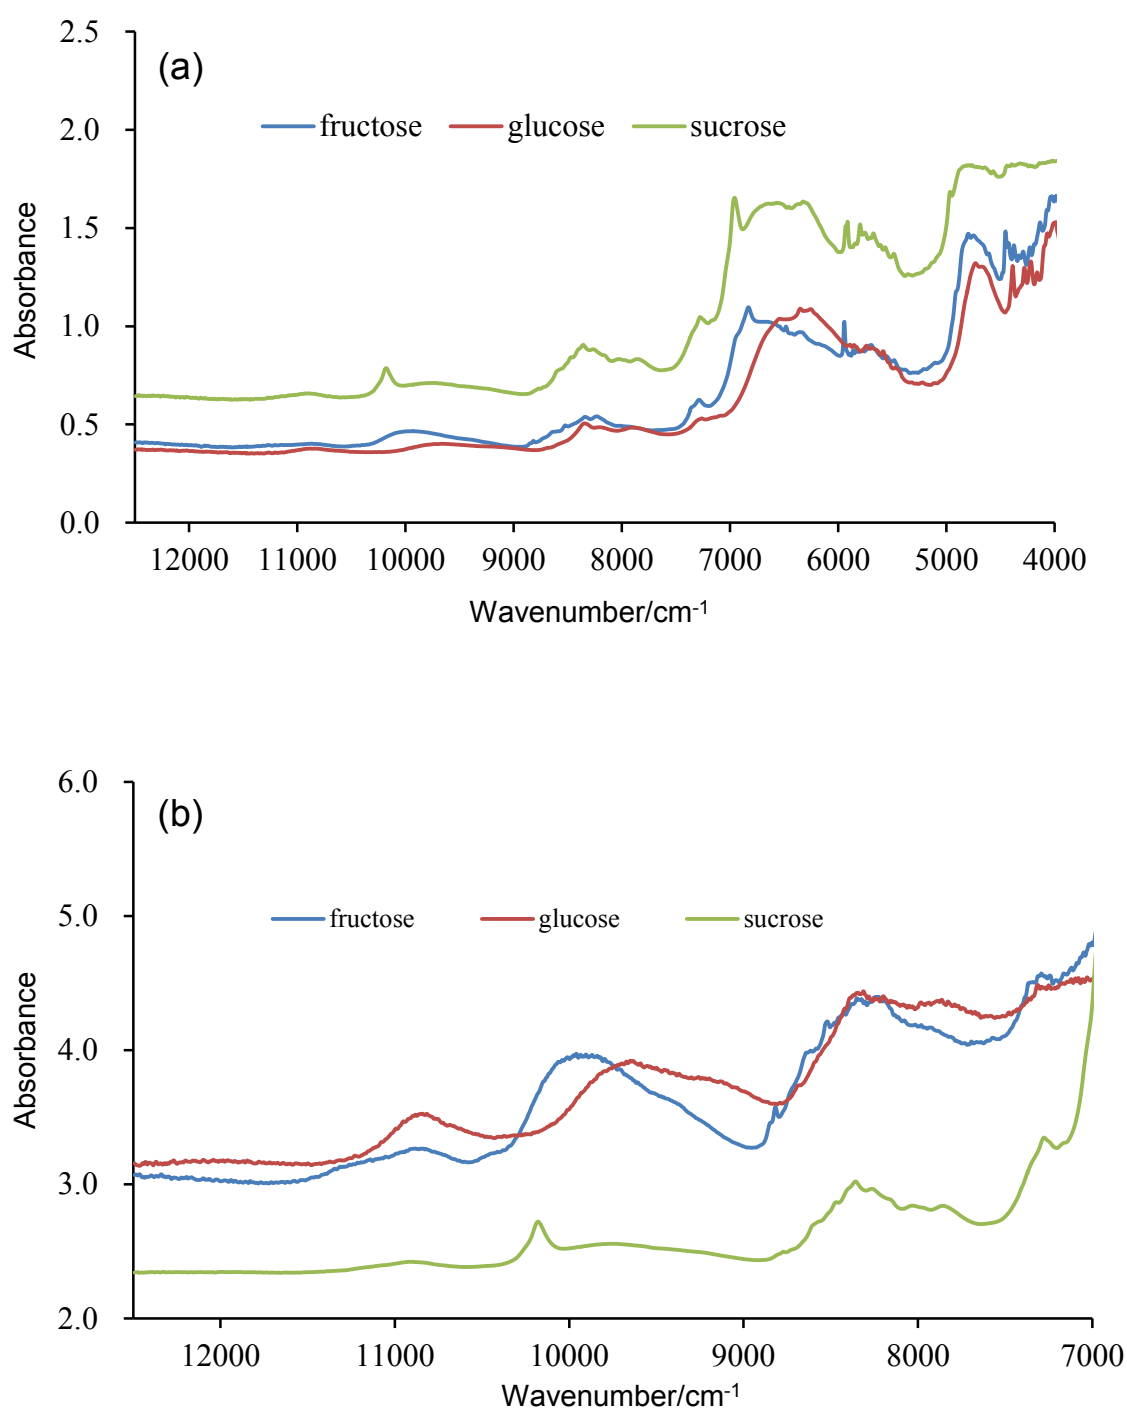 2.5
(a)
2.0
fructose glucose sucrose
1.5
1.0
0.5
0.0
Absorbance
12000 11000 10000 9000 8000 7000 6000 5000 4000
Wavenumber/cm-1
6.0
(b)
5.0
fructose glucose sucrose
4.0
3.0
2.0
Absorbance
12000 11000 10000 9000 8000 7000
Wavenumber/cm-1